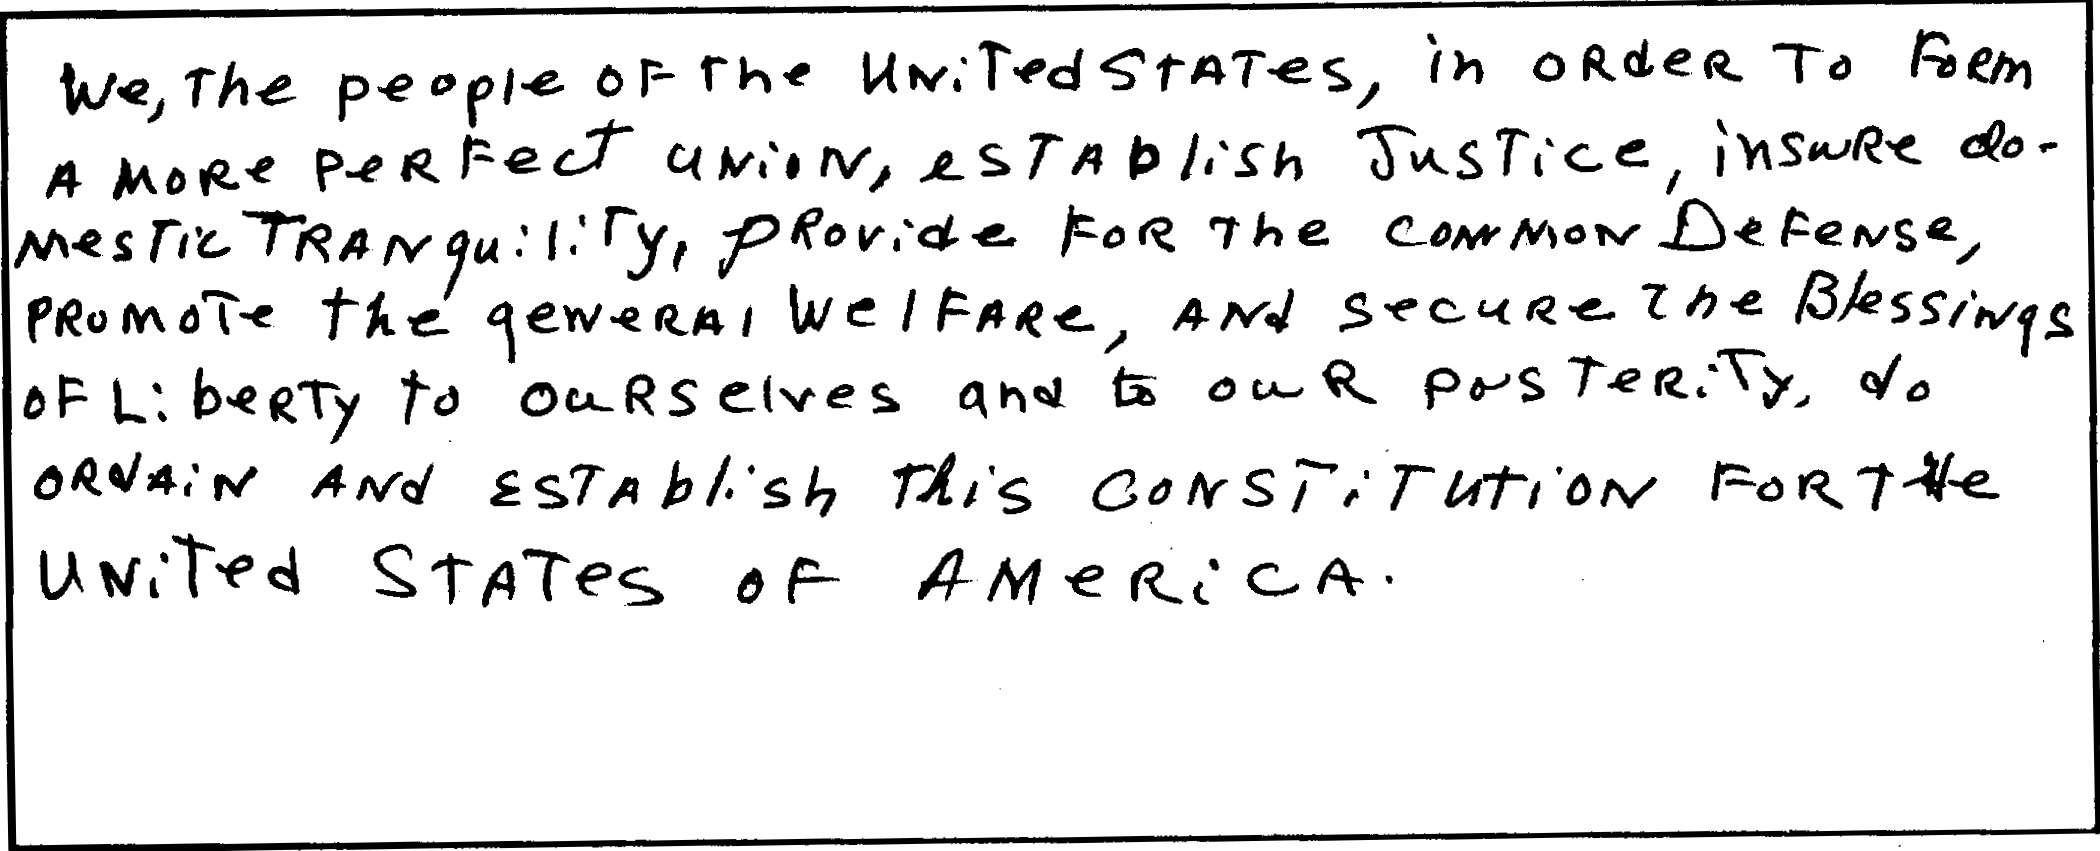 We, the people of the United States, in order to form
a more perfect union, establish Justice, insure do-
mestic Tranquility, provide for the common Defense,
promote the general Welfare, and secure the Blessings
of Liberty to ourselves and to our posterity, do
ordain and establish this Constitution for the
United States of America.